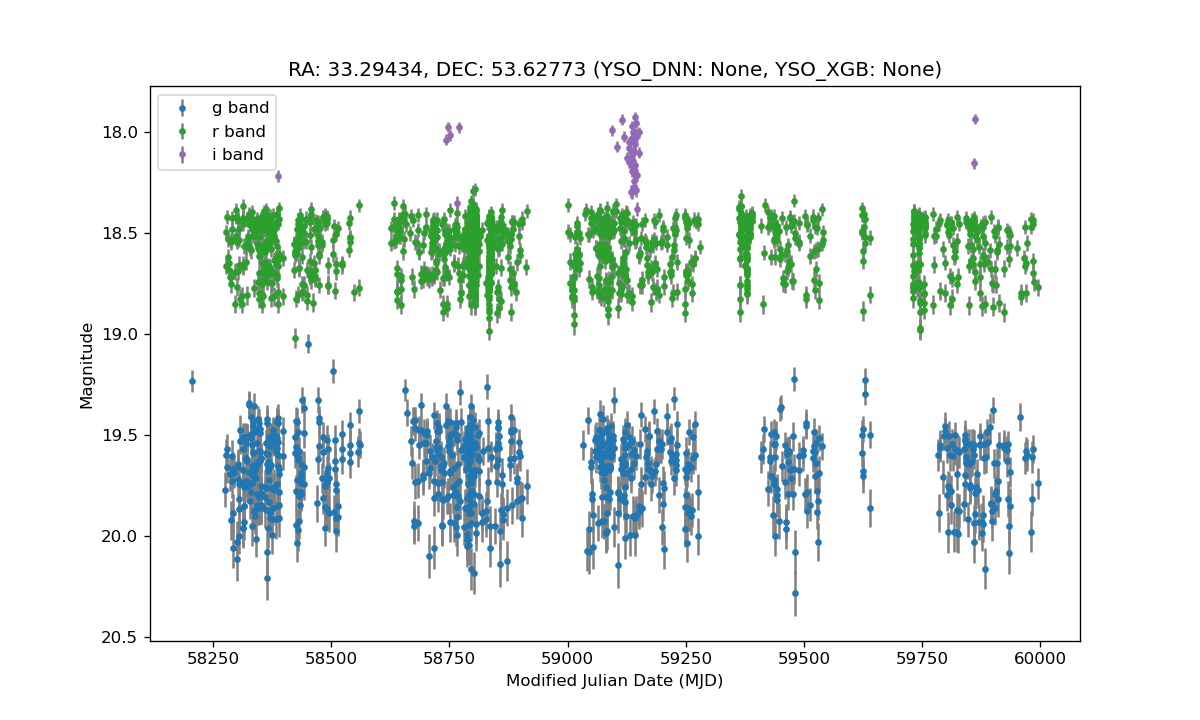 RA: 33.29434, DEC: 53.62773 (YSO_DNN: None, YSO_XGB: None)
g band
r band
i band
18.0
18.5
19.0
19.5
20.0
20.5
Magnitude
58250 58500 58750 59000 59250 59500 59750 60000
Modified Julian Date (MJD)